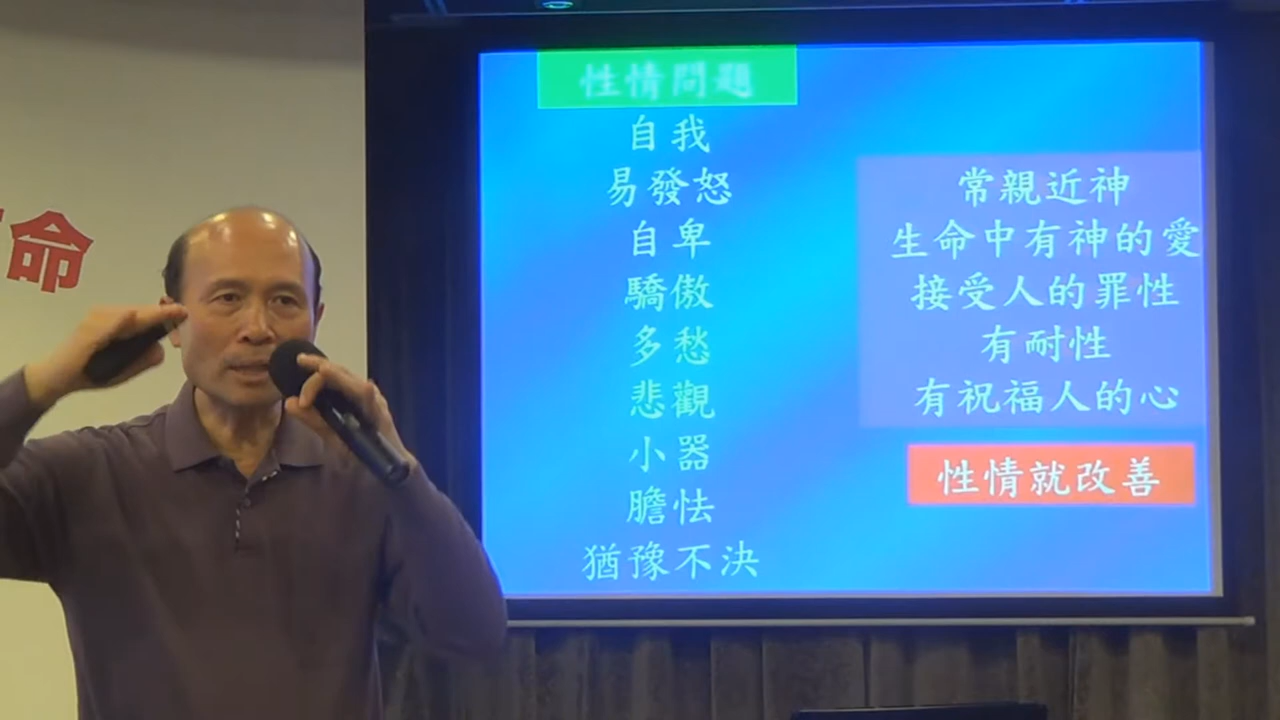 命
性情問題
自我
易發怒
自卑
驕傲
多愁
悲觀
小器
膽怯
猶豫不決
常親近神
生命中有神的愛
接受人的罪性
有耐性
有祝福人的心
性情就改善